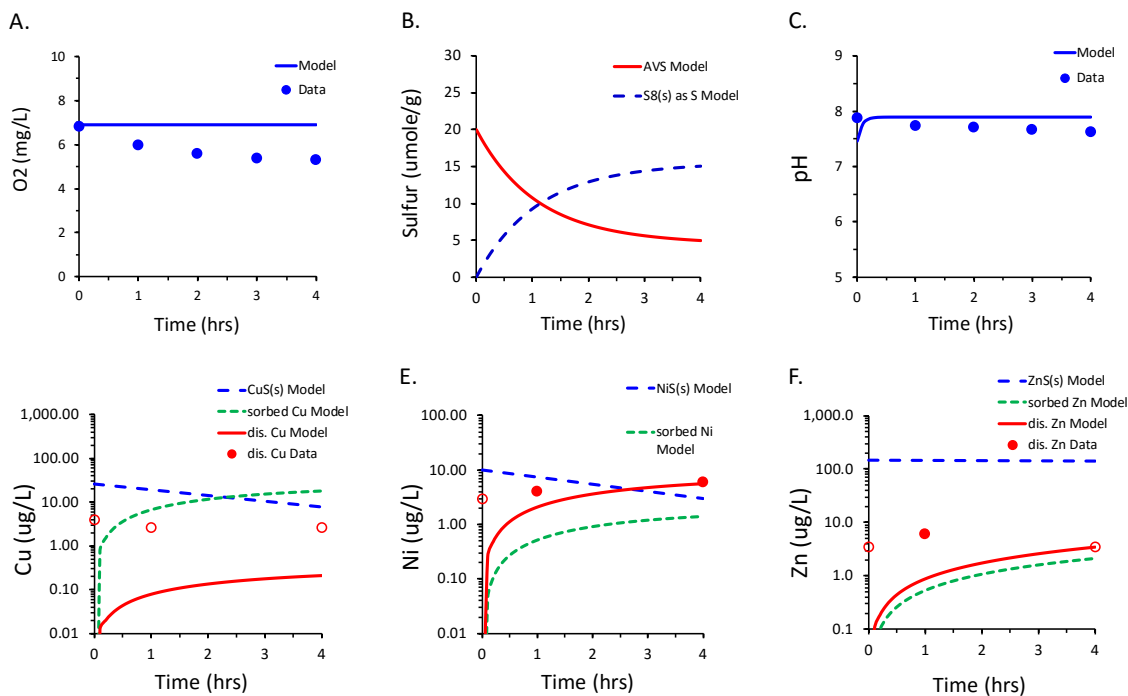 A.
10
8
6
4
2
0
0 1 2 3 4
O2 (mg/L)
Time (hrs)
Model
Data
B.
30
25
20
15
10
5
0
0 1 2 3 4
Sulfur (umole/g)
Time (hrs)
AVS Model
S8(s) as S Model
C.
9
8
7
6
5
0 1 2 3 4
pH
Time (hrs)
Model
Data
CuS(s) Model
sorbed Cu Model
dis. Cu Model
dis. Cu Data
1,000.00
100.00
10.00
1.00
0.10
0.01
0 1 2 3 4
Cu (ug/L)
Time (hrs)
E.
NiS(s) Model
sorbed Ni
Model
100.00
10.00
1.00
0.10
0.01
0 1 2 3 4
Ni (ug/L)
Time (hrs)
F.
ZnS(s) Model
sorbed Zn Model
dis. Zn Model
dis. Zn Data
1,000.0
100.0
10.0
1.0
0.1
0 1 2 3 4
Zn (ug/L)
Time (hrs)